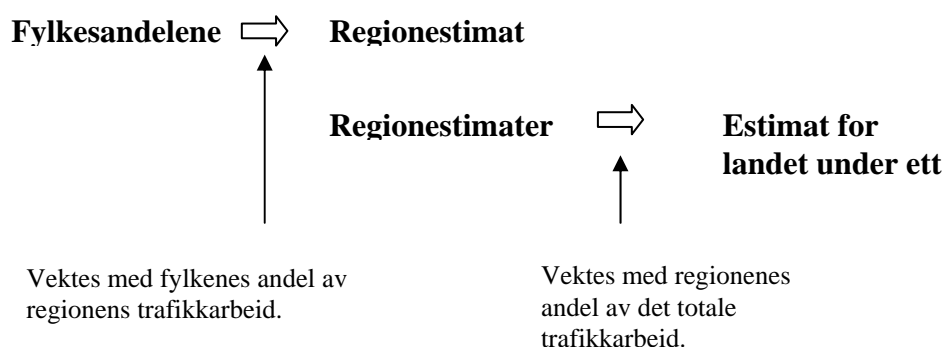 Fylkesandelene
Regionestimat
Regionestimater
Estimat for
landet under ett
Vektes med fylkenes andel av
regionens trafikkarbeid.
Vektes med regionenes
andel av det totale
trafikkarbeid.